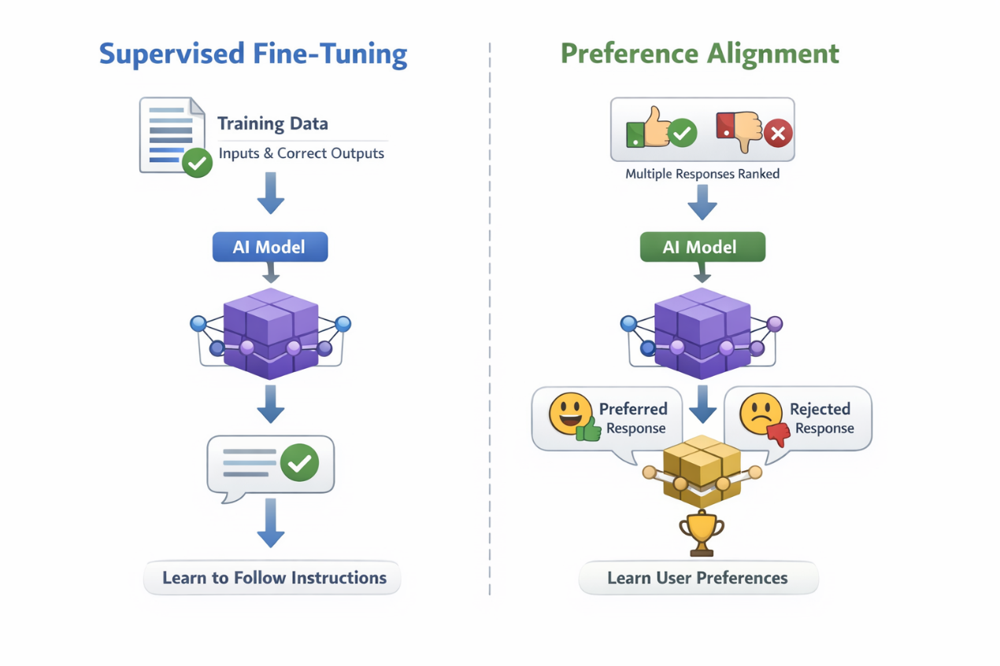 Supervised Fine-Tuning
Training Data
Inputs & Correct Outputs
AI Model
Learn to Follow Instructions
Preference Alignment
Multiple Responses Ranked
AI Model
Preferred
Response
Rejected
Response
Learn User Preferences